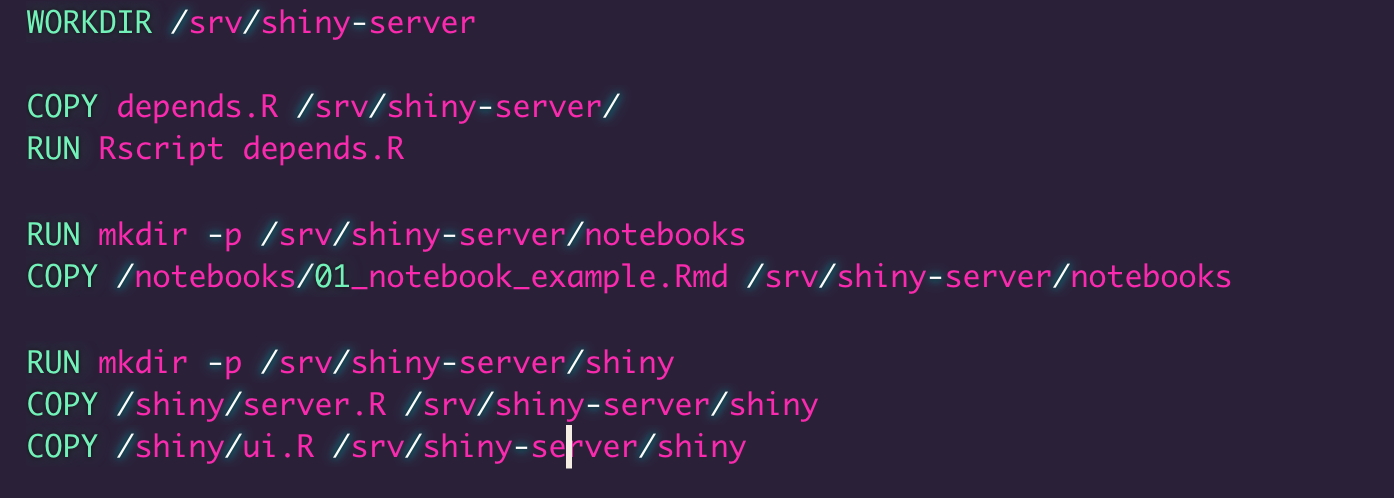 WORKDIR /srv/shiny-server
COPY depends.R /srv/shiny-server/
RUN Rscript depends.R
RUN mkdir -p /srv/shiny-server/notebooks
COPY /notebooks/01_notebook_example.Rmd /srv/shiny-server/notebooks
RUN mkdir -p /srv/shiny-server/shiny
COPY /shiny/server.R /srv/shiny-server/shiny
COPY /shiny/ui.R /srv/shiny-server/shiny